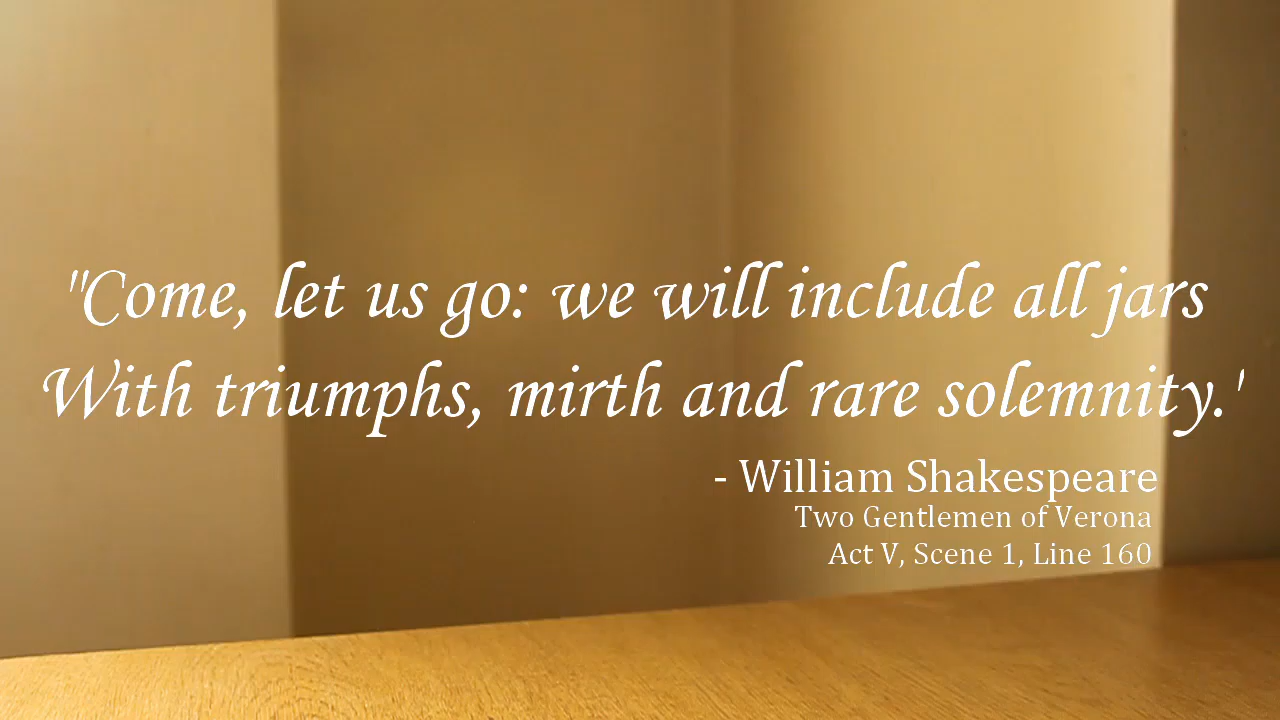 "Come, let us go: we will include all jars
With triumphs, mirth and rare solemnity.'
- William Shakespeare
Two Gentlemen of Verona
Act V, Scene 1, Line 160